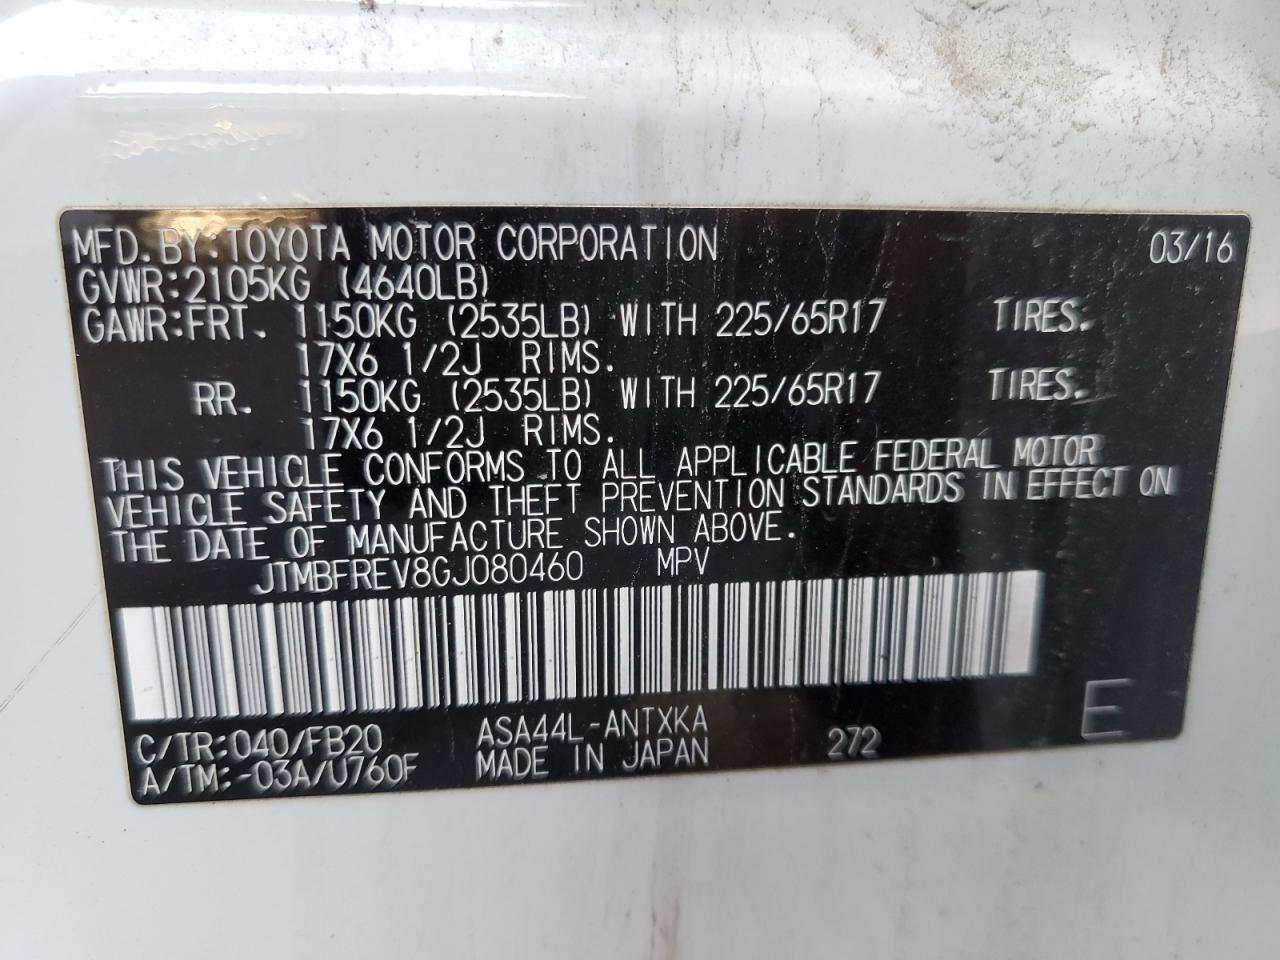 MFD.BY:TOYOTA MOTOR CORPORATION 03/16
GVWR:2105KG (4640LB)
GAWR:FRT. 1150KG (2535LB) WITH 225/65R17 TIRES.
17X6 1/2J RIMS.
RR. 1150KG (2535LB) WITH 225/65R17 TIRES.
17X6 1/2J RIMS.
THIS VEHICLE CONFORMS TO ALL APPLICABLE FEDERAL MOTOR
VEHICLE SAFETY AND THEFT PREVENTION STANDARDS IN EFFECT ON
THE DATE OF MANUFACTURE SHOWN ABOVE.
JTMBFREV8GJ080460 MPV
C/TR:040/FB20 ASA44L-ANTXKA 272 E
A/TM:-03A/U760F MADE IN JAPAN